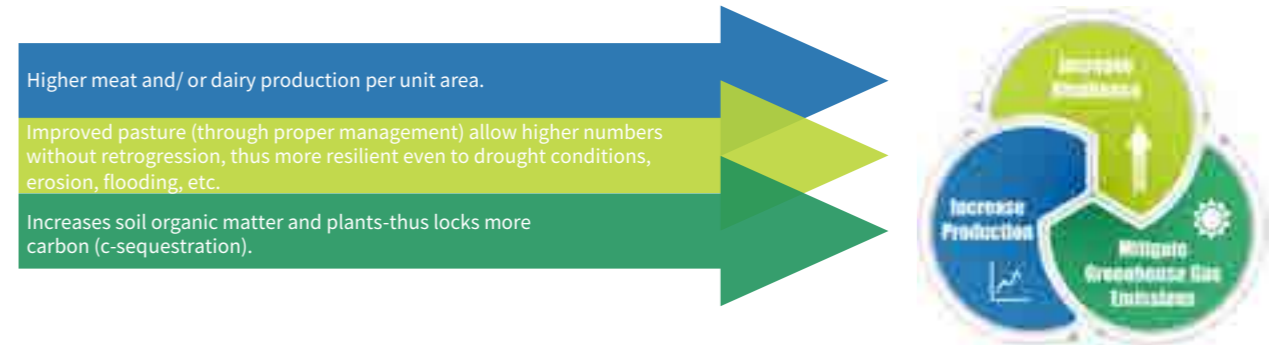 Higher meat and/ or dairy production per unit area.
Improved pasture (through proper management) allow higher numbers
without retrogression, thus more resilient even to drought conditions,
erosion, flooding, etc.
Increases soil organic matter and plants-thus locks more
carbon (c-sequestration).
Increase
Resilience
Increase
Production
Mitigate
Greenhouse Gas
Emissions